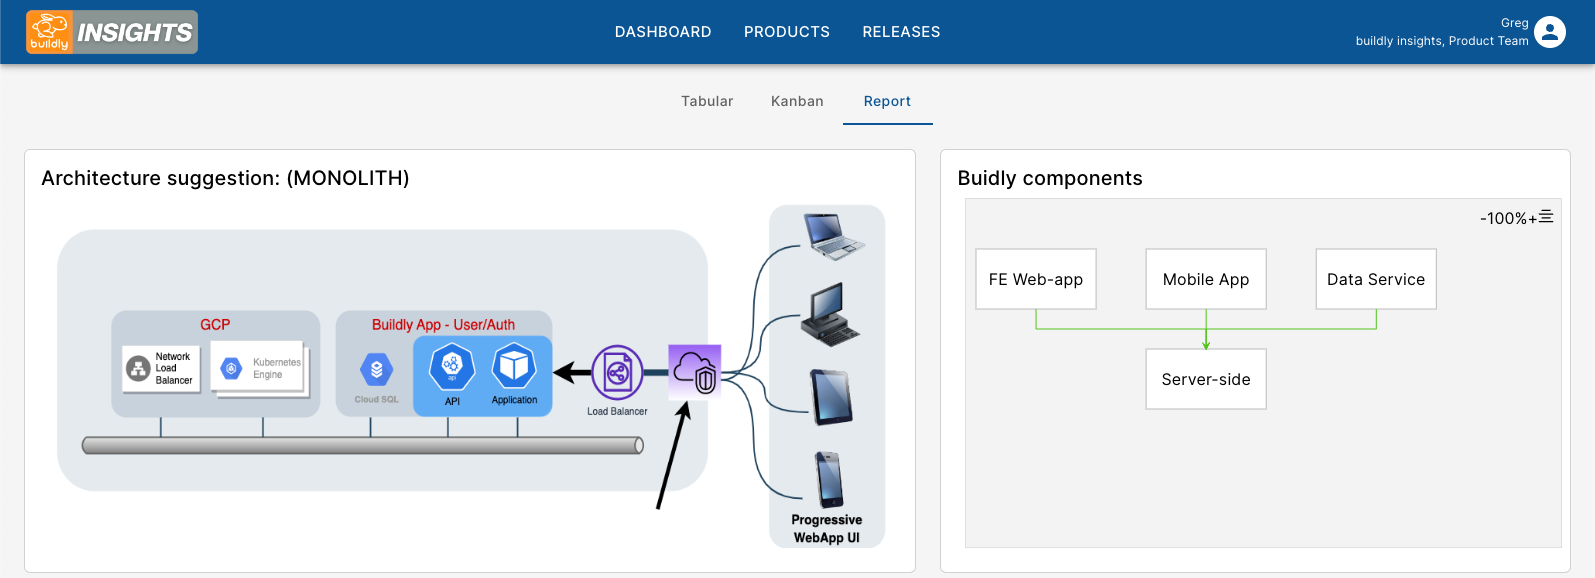 buildly INSIGHTS
DASHBOARD
PRODUCTS
RELEASES
Greg
buildly insights, Product Team
Tabular
Kanban
Report
Architecture suggestion: (MONOLITH)
GCP
Network
Load
Balancer
Kubernetes
Engine
Buildly App - User/Auth
Cloud SQL
api
API
Application
Load Balancer
Progressive
WebApp UI
Buidly components
-100%+
FE Web-app
Mobile App
Data Service
Server-side